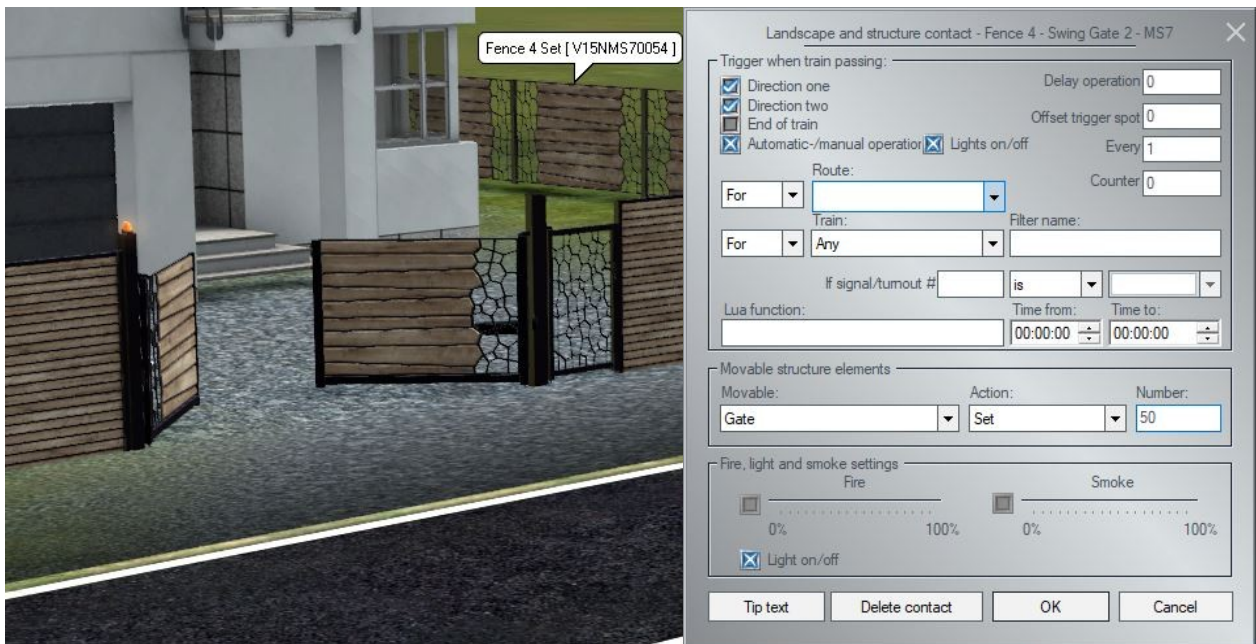 Fence 4 Set [ V15NMS70054 ]
Landscape and structure contact - Fence 4 - Swing Gate 2 - MS7
Trigger when train passing:
Direction one
Delay operation 0
Direction two
End of train
Offset trigger spot 0
Automatic-/manual operation Lights on/off
Every 1
Route:
Counter 0
For
Train:
Filter name:
For Any
If signal/turnout # is
Lua function:
Time from: Time to:
00:00:00 00:00:00
Movable structure elements
Movable: Action: Number:
Gate Set 50
Fire, light and smoke settings
Fire Smoke
0% 100% 0% 100%
Light on/off
Tip text Delete contact OK Cancel